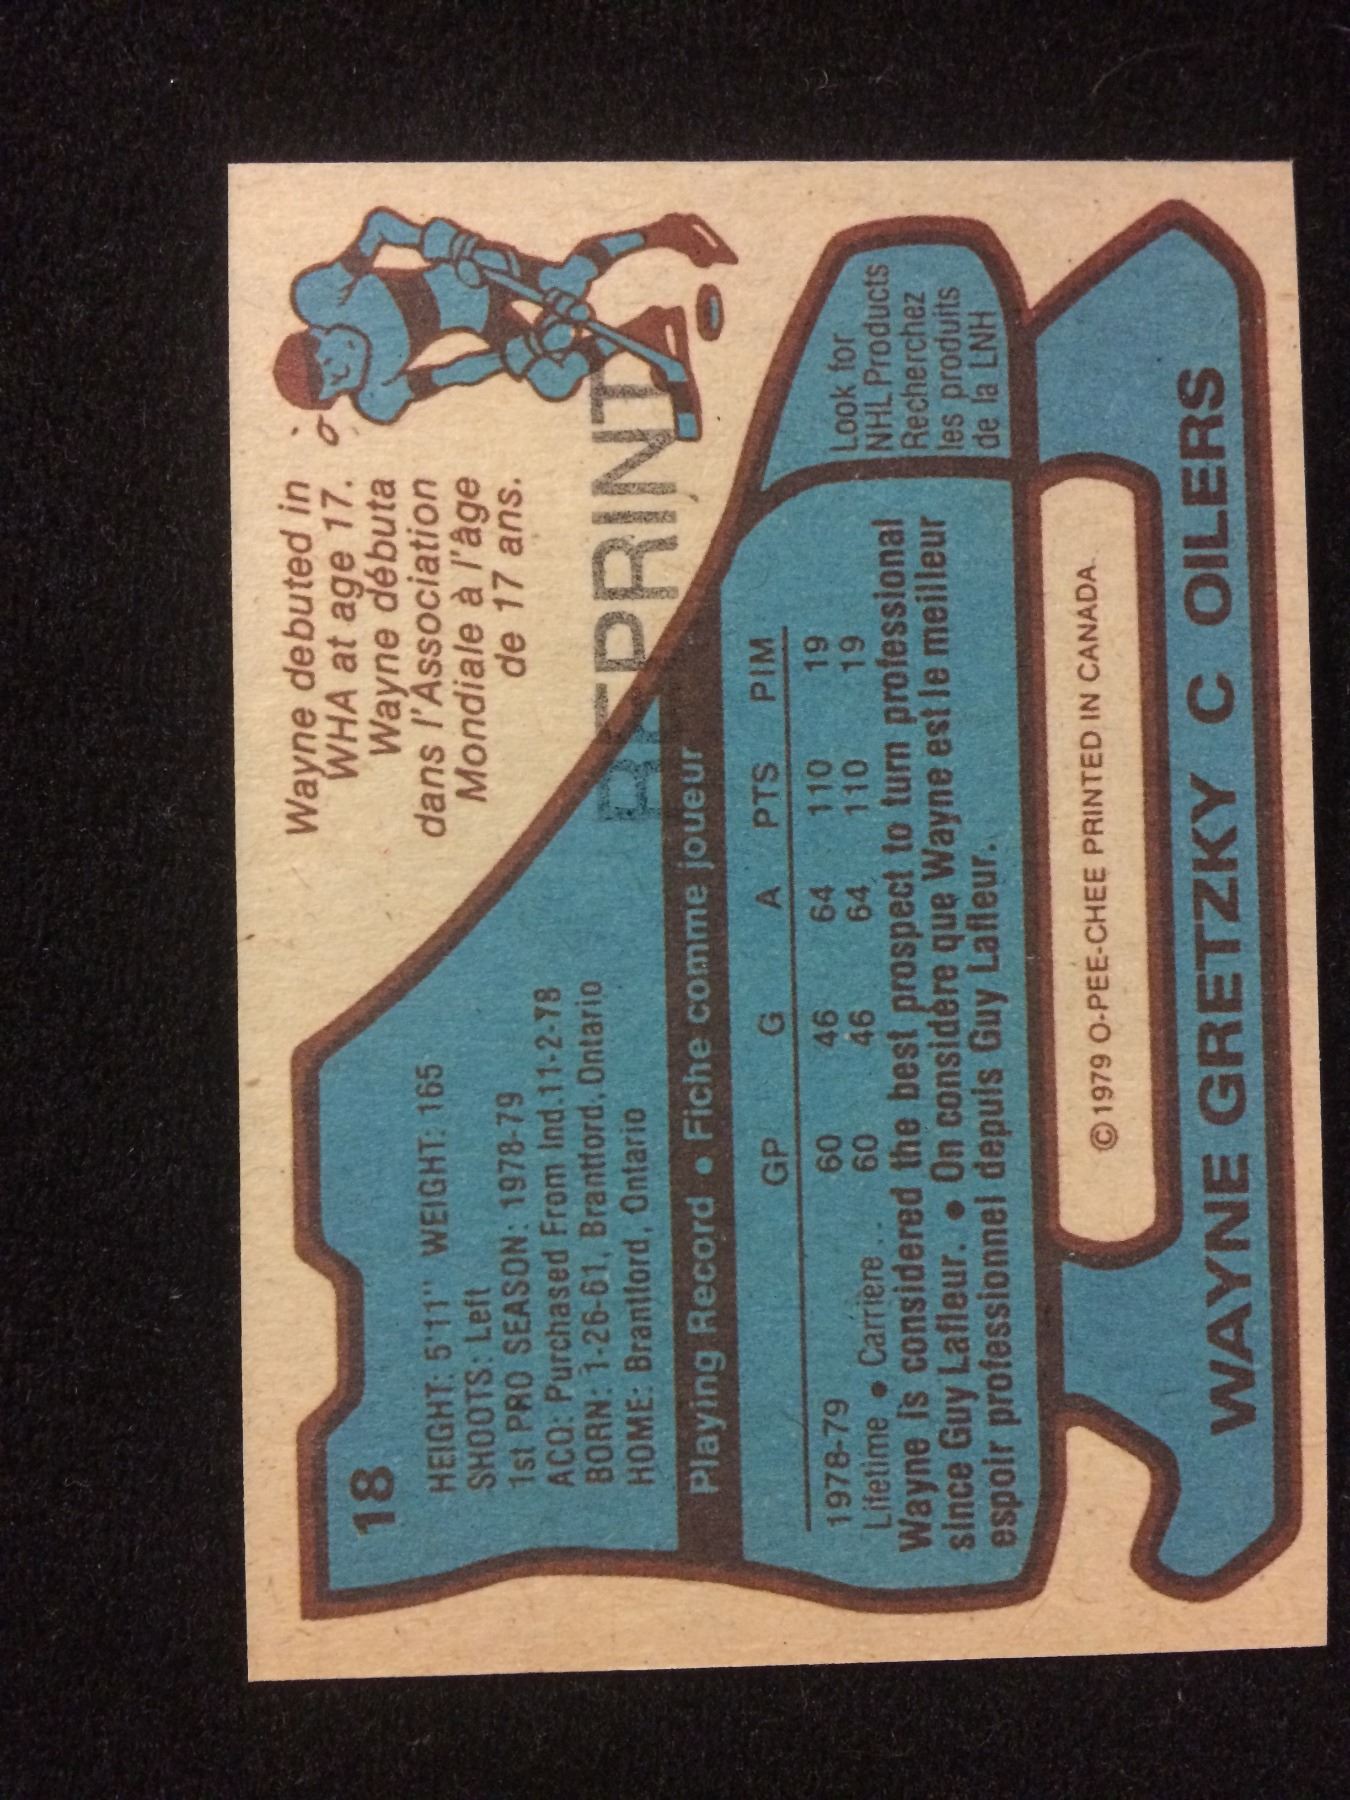 18
HEIGHT: 5'11" WEIGHT: 165
SHOOTS: Left
1st PRO SEASON: 1978-79
ACQ: Purchased From Ind.11-2-78
BORN: 1-26-61, Brantford, Ontario
HOME: Brantford, Ontario
Wayne debuted in
WHA at age 17.
Wayne débuta
dans l'Association
Mondiale à l'âge
de 17 ans.
REPRINT
Playing Record • Fiche comme joueur
GP G A PTS PIM
1978-79 60 46 64 110 19
Lifetime • Carrière .. 60 46 64 110 19
Wayne is considered the best prospect to turn professional
since Guy Lafleur. • On considère que Wayne est le meilleur
espoir professionnel depuis Guy Lafleur.
Look for
NHL Products
Recherchez
les produits
de la LNH
©1979 O-PEE-CHEE PRINTED IN CANADA.
WAYNE GRETZKY C OILERS